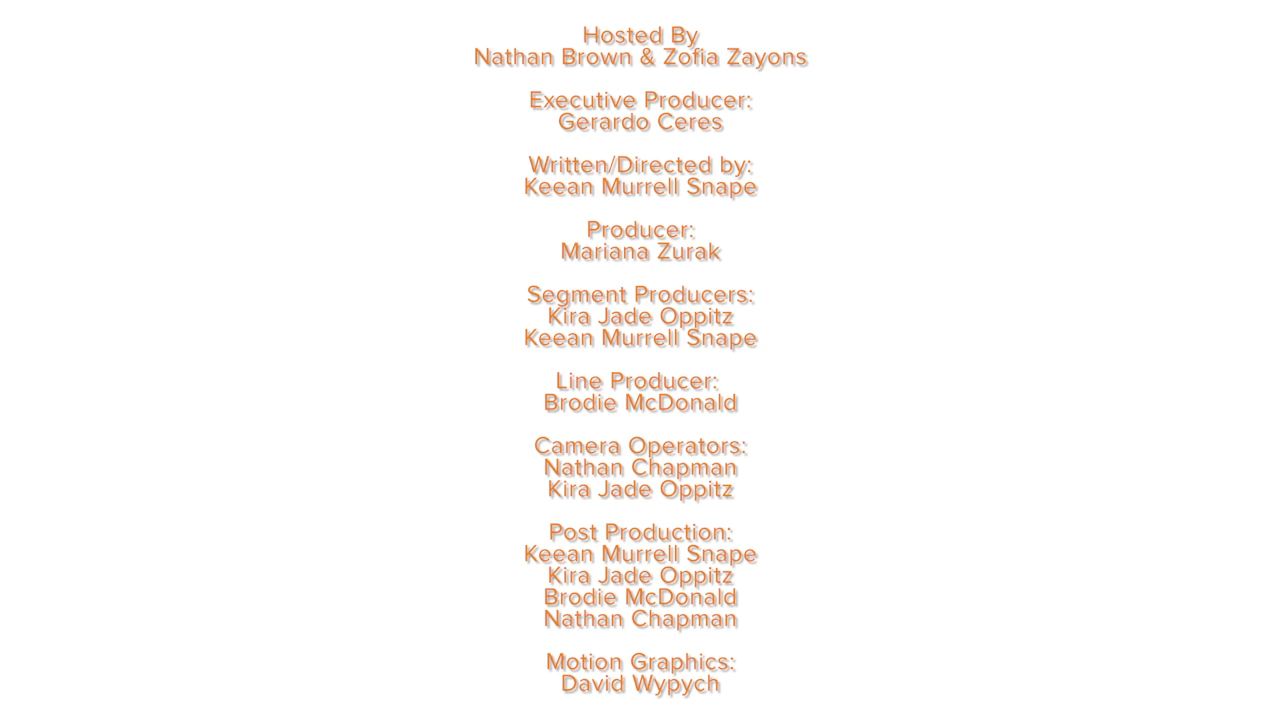 Hosted By
Nathan Brown & Zofia Zayons
Executive Producer:
Gerardo Ceres
Written/Directed by:
Keean Murrell Snape
Producer:
Mariana Zurak
Segment Producers:
Kira Jade Oppitz
Keean Murrell Snape
Line Producer:
Brodie McDonald
Camera Operators:
Nathan Chapman
Kira Jade Oppitz
Post Production:
Keean Murrell Snape
Kira Jade Oppitz
Brodie McDonald
Nathan Chapman
Motion Graphics:
David Wypych